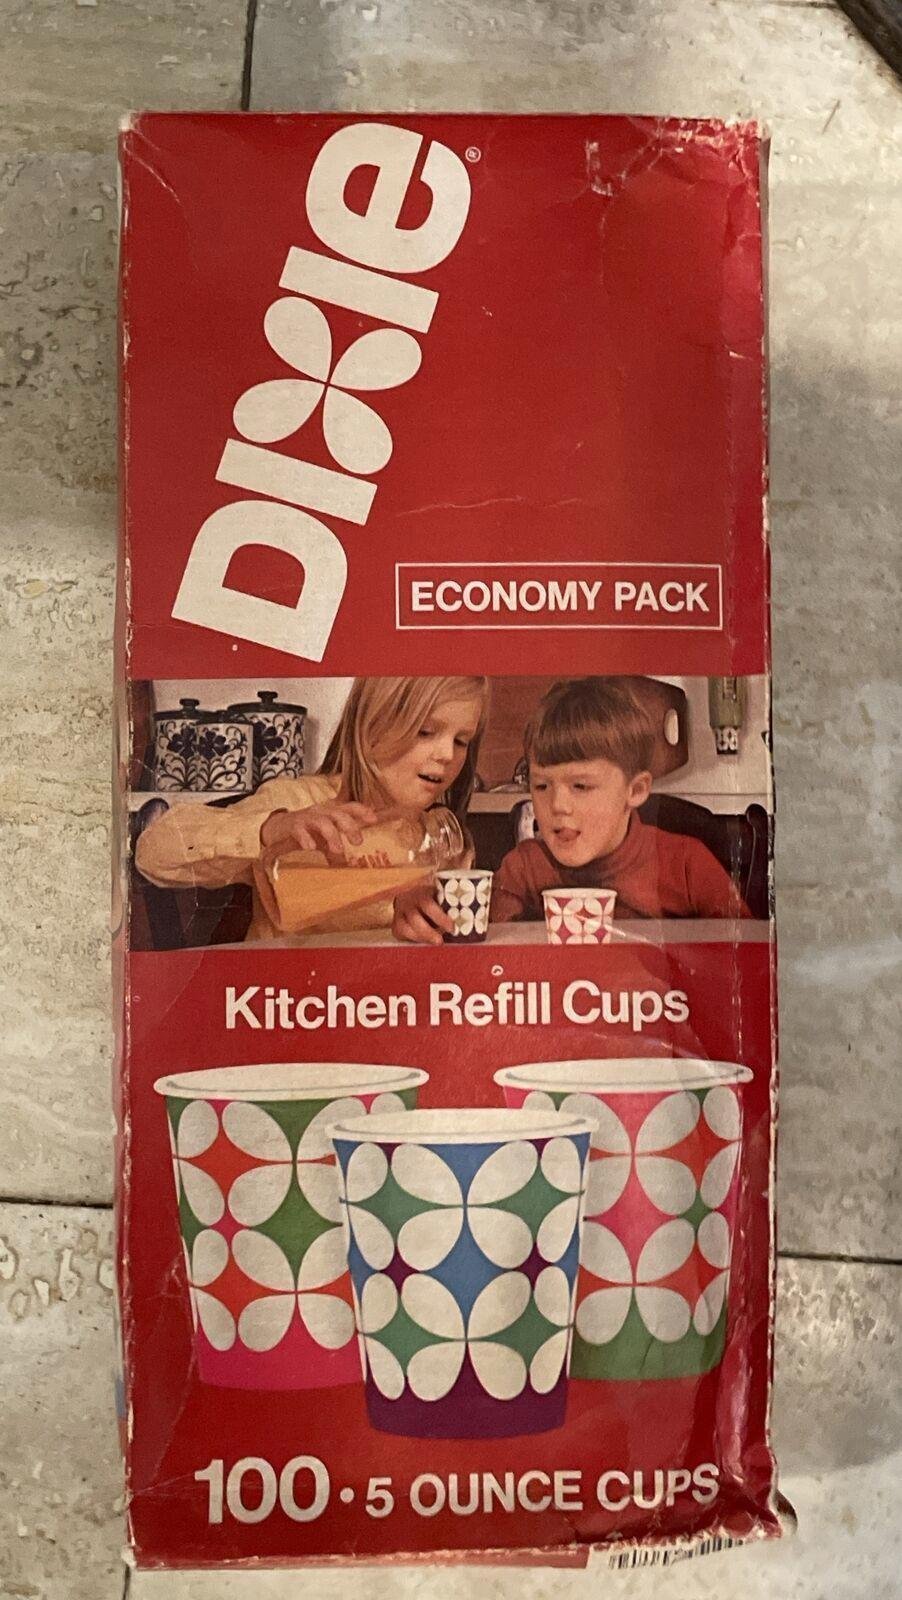 Dixie®
ECONOMY PACK
Kitchen Refill Cups
100 • 5 OUNCE CUPS